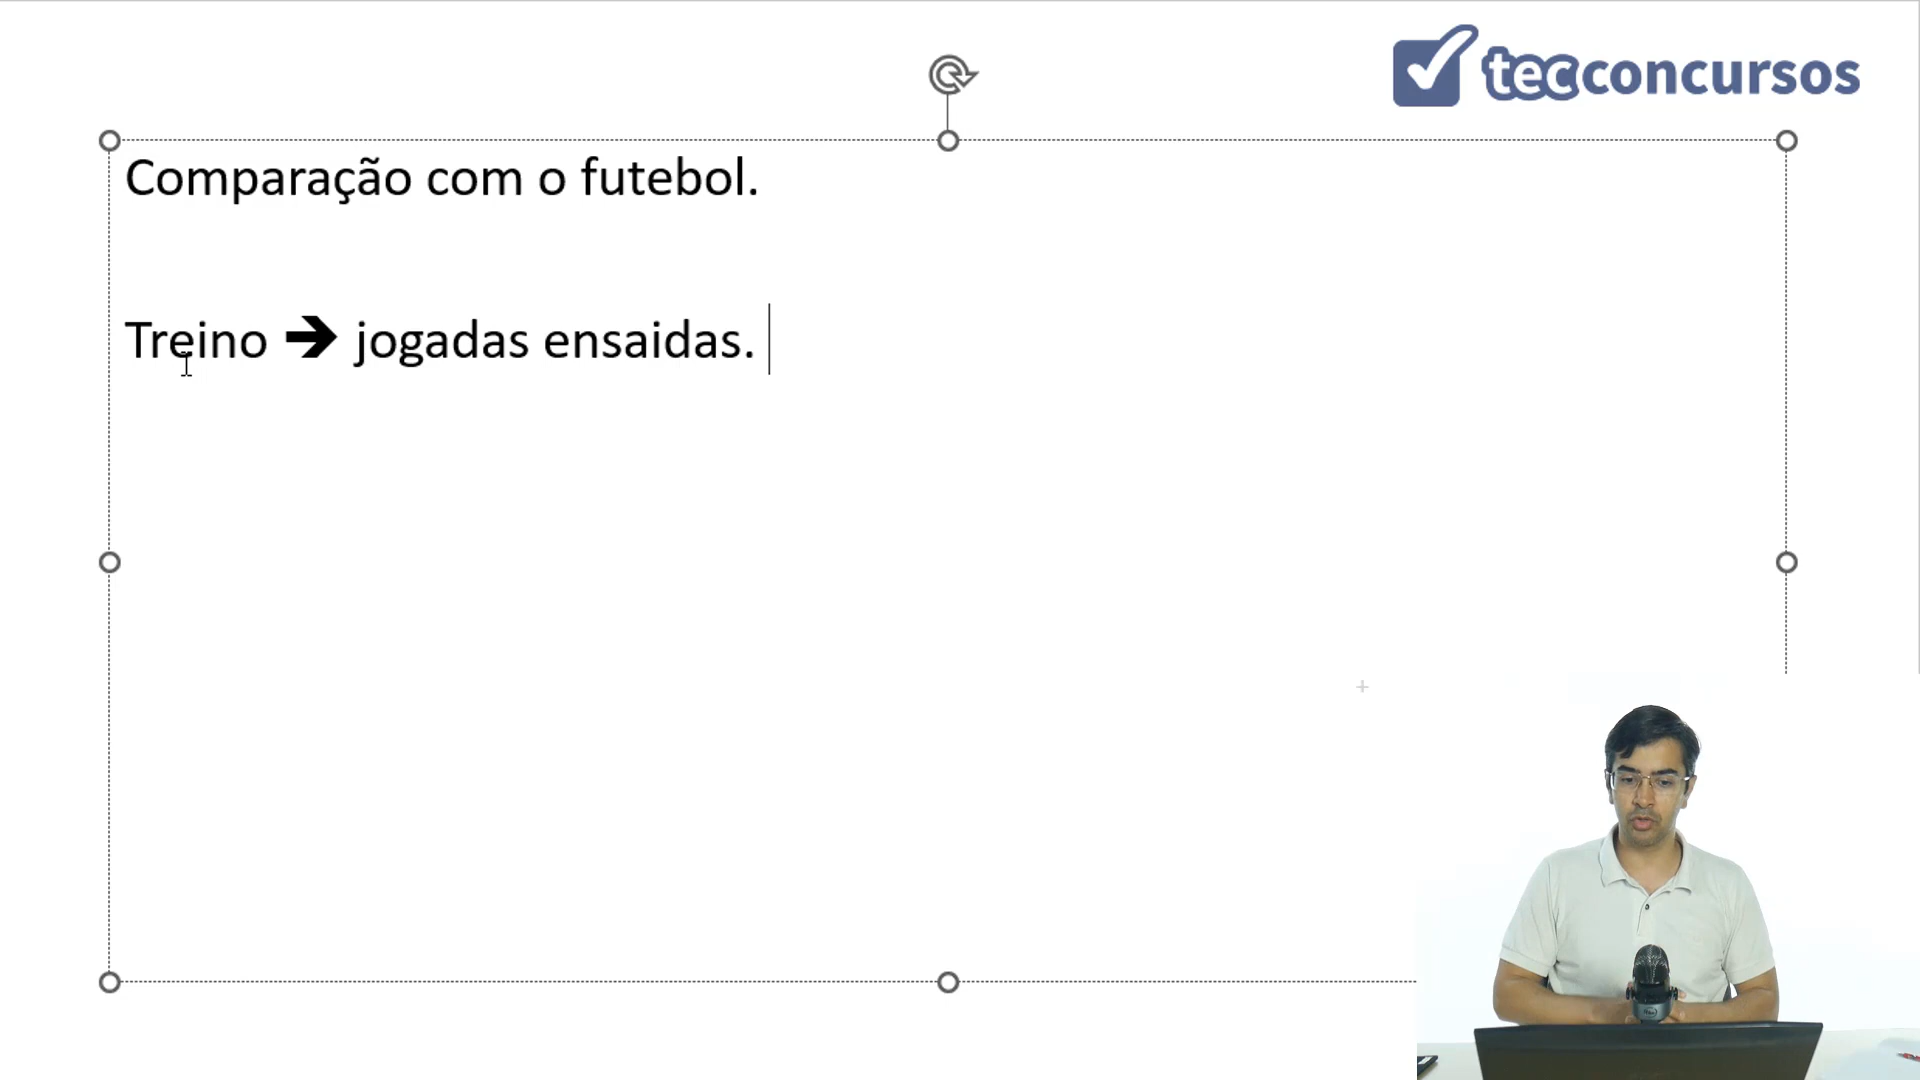 tecconcursos
Comparação com o futebol.
Treino ➔ jogadas ensaidas.